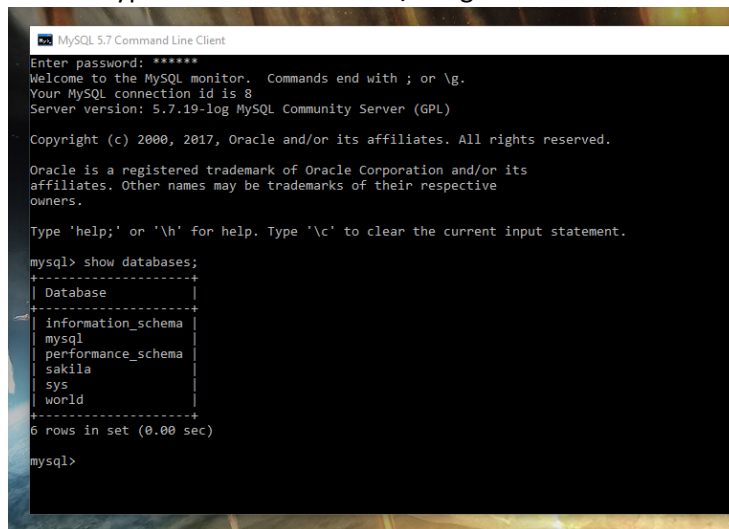 MySQL 5.7 Command Line Client
Enter password: ******
Welcome to the MySQL monitor.  Commands end with ; or \g.
Your MySQL connection id is 8
Server version: 5.7.19-log MySQL Community Server (GPL)
Copyright (c) 2000, 2017, Oracle and/or its affiliates. All rights reserved.
Oracle is a registered trademark of Oracle Corporation and/or its
affiliates. Other names may be trademarks of their respective
owners.
Type 'help;' or '\h' for help. Type '\c' to clear the current input statement.
mysql> show databases;
+--------------------+
| Database           |
+--------------------+
| information_schema |
| mysql              |
| performance_schema |
| sakila             |
| sys                |
| world              |
+--------------------+
6 rows in set (0.00 sec)
mysql>